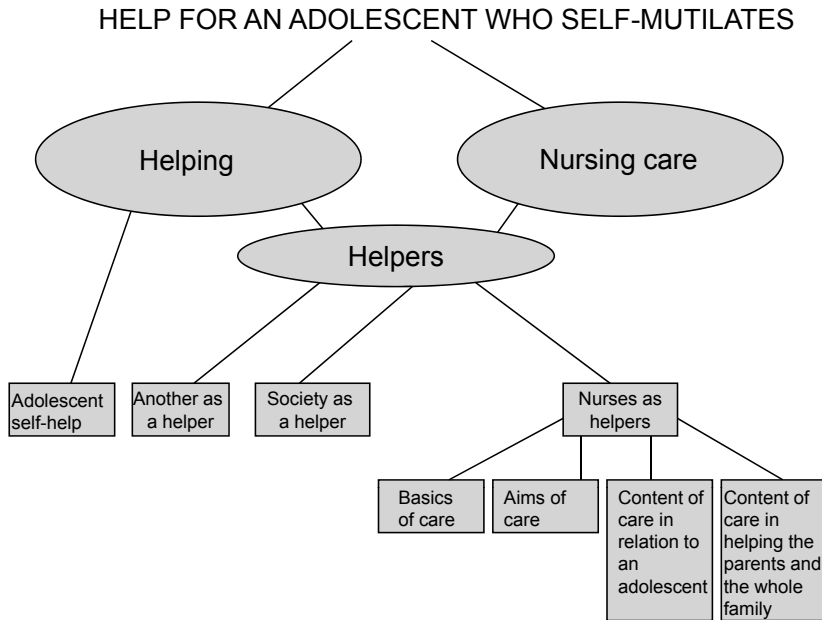 HELP FOR AN ADOLESCENT WHO SELF-MUTILATES
Helping
Nursing care
Helpers
Adolescent
self-help
Another as
a helper
Society as
a helper
Nurses as
helpers
Basics
of care
Aims of
care
Content of
care in
relation to
an
adolescent
Content of
care in
helping the
parents and
the whole
family